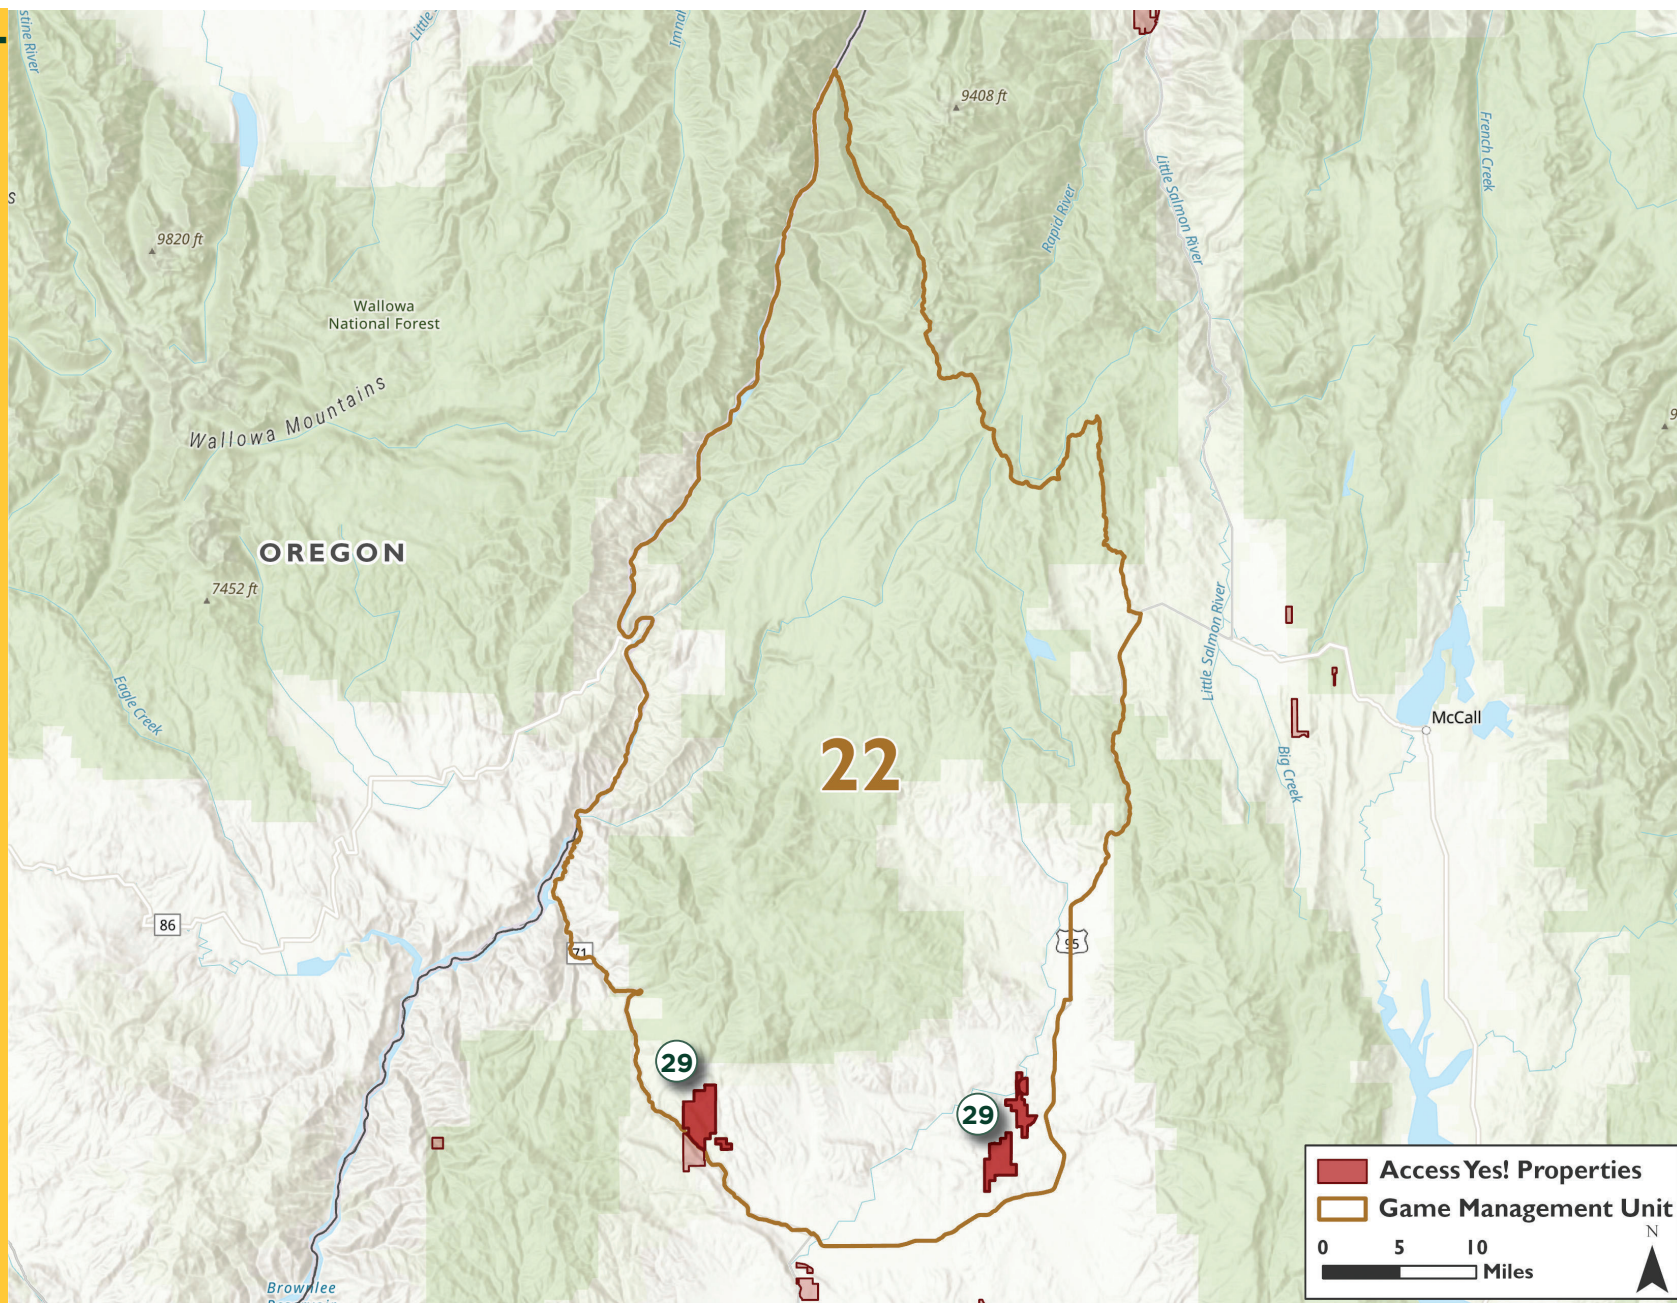 stine River
Little
Imnal
9408 ft
French Creek
Little Salmon River
Rapid River
S
9820 ft
Wallowa
National Forest
Wallowa Mountains
9
OREGON
7452 ft
Eagle Creek
Little Salmon River
McCall
22
Big Creek
86
71
95
29
29
Access Yes! Properties
Game Management Unit
0 5 10
Miles
N
Brownlee